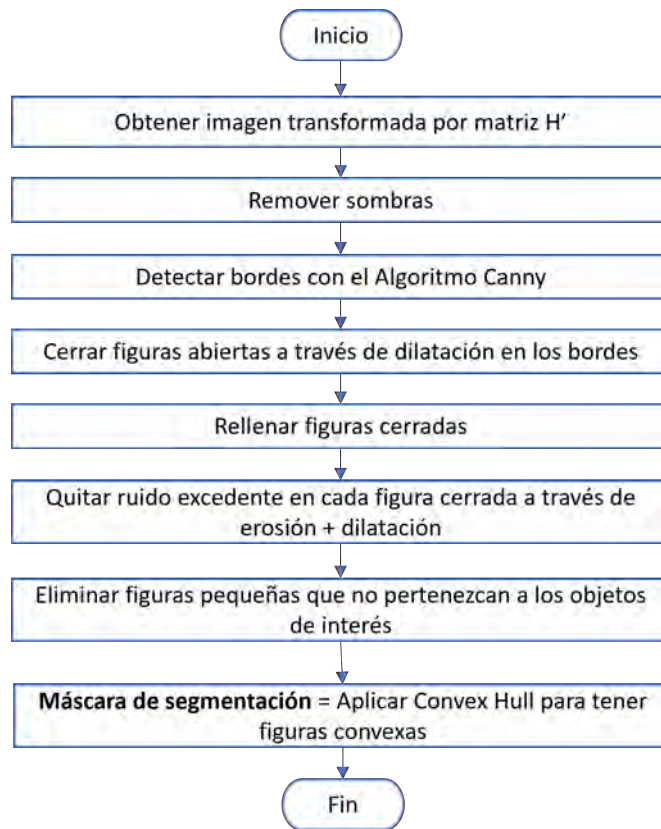 Inicio
Obtener imagen transformada por matriz H’
Remover sombras
Detectar bordes con el Algoritmo Canny
Cerrar figuras abiertas a través de dilatación en los bordes
Rellenar figuras cerradas
Quitar ruido excedente en cada figura cerrada a través de
erosión + dilatación
Eliminar figuras pequeñas que no pertenezcan a los objetos
de interés
Máscara de segmentación = Aplicar Convex Hull para tener
figuras convexas
Fin